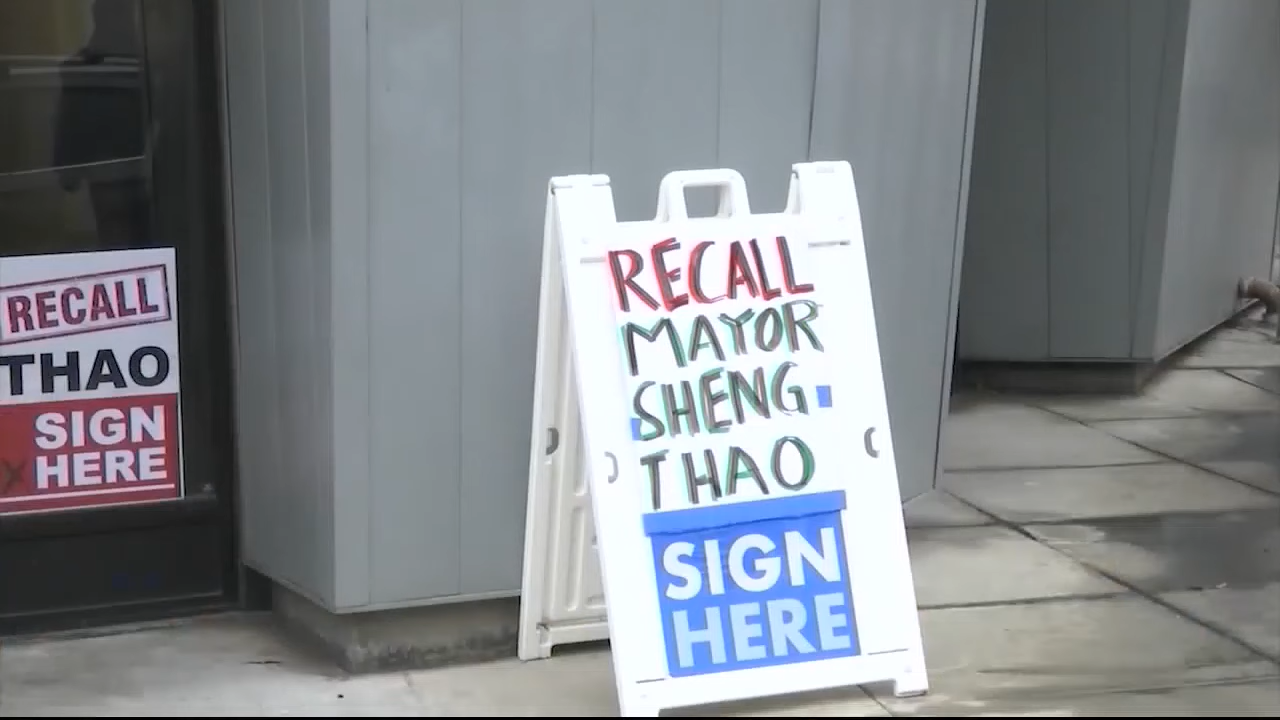 RECALL
THAO
SIGN
HERE
RECALL
MAYOR
SHENG
THAO
SIGN
HERE